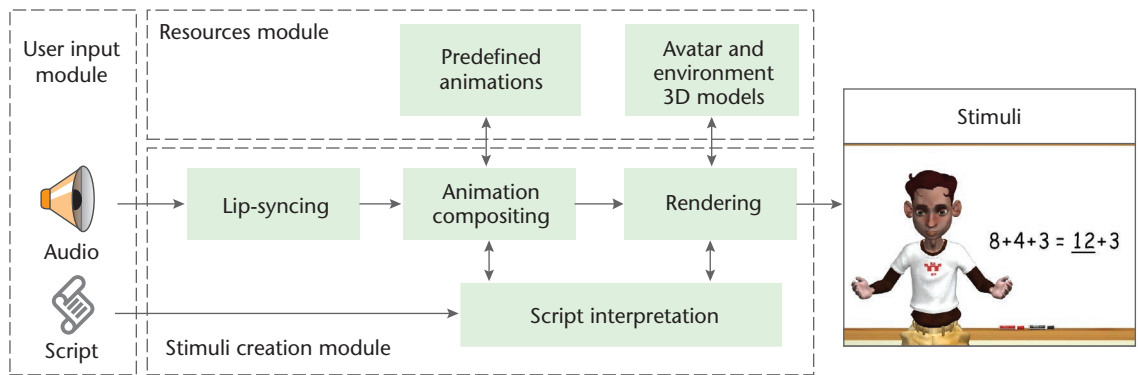 User input
module
Audio
Script
Resources module
Predefined
animations
Avatar and
environment
3D models
Lip-syncing
Animation
compositing
Rendering
Script interpretation
Stimuli creation module
Stimuli
8+4+3 = 12+3